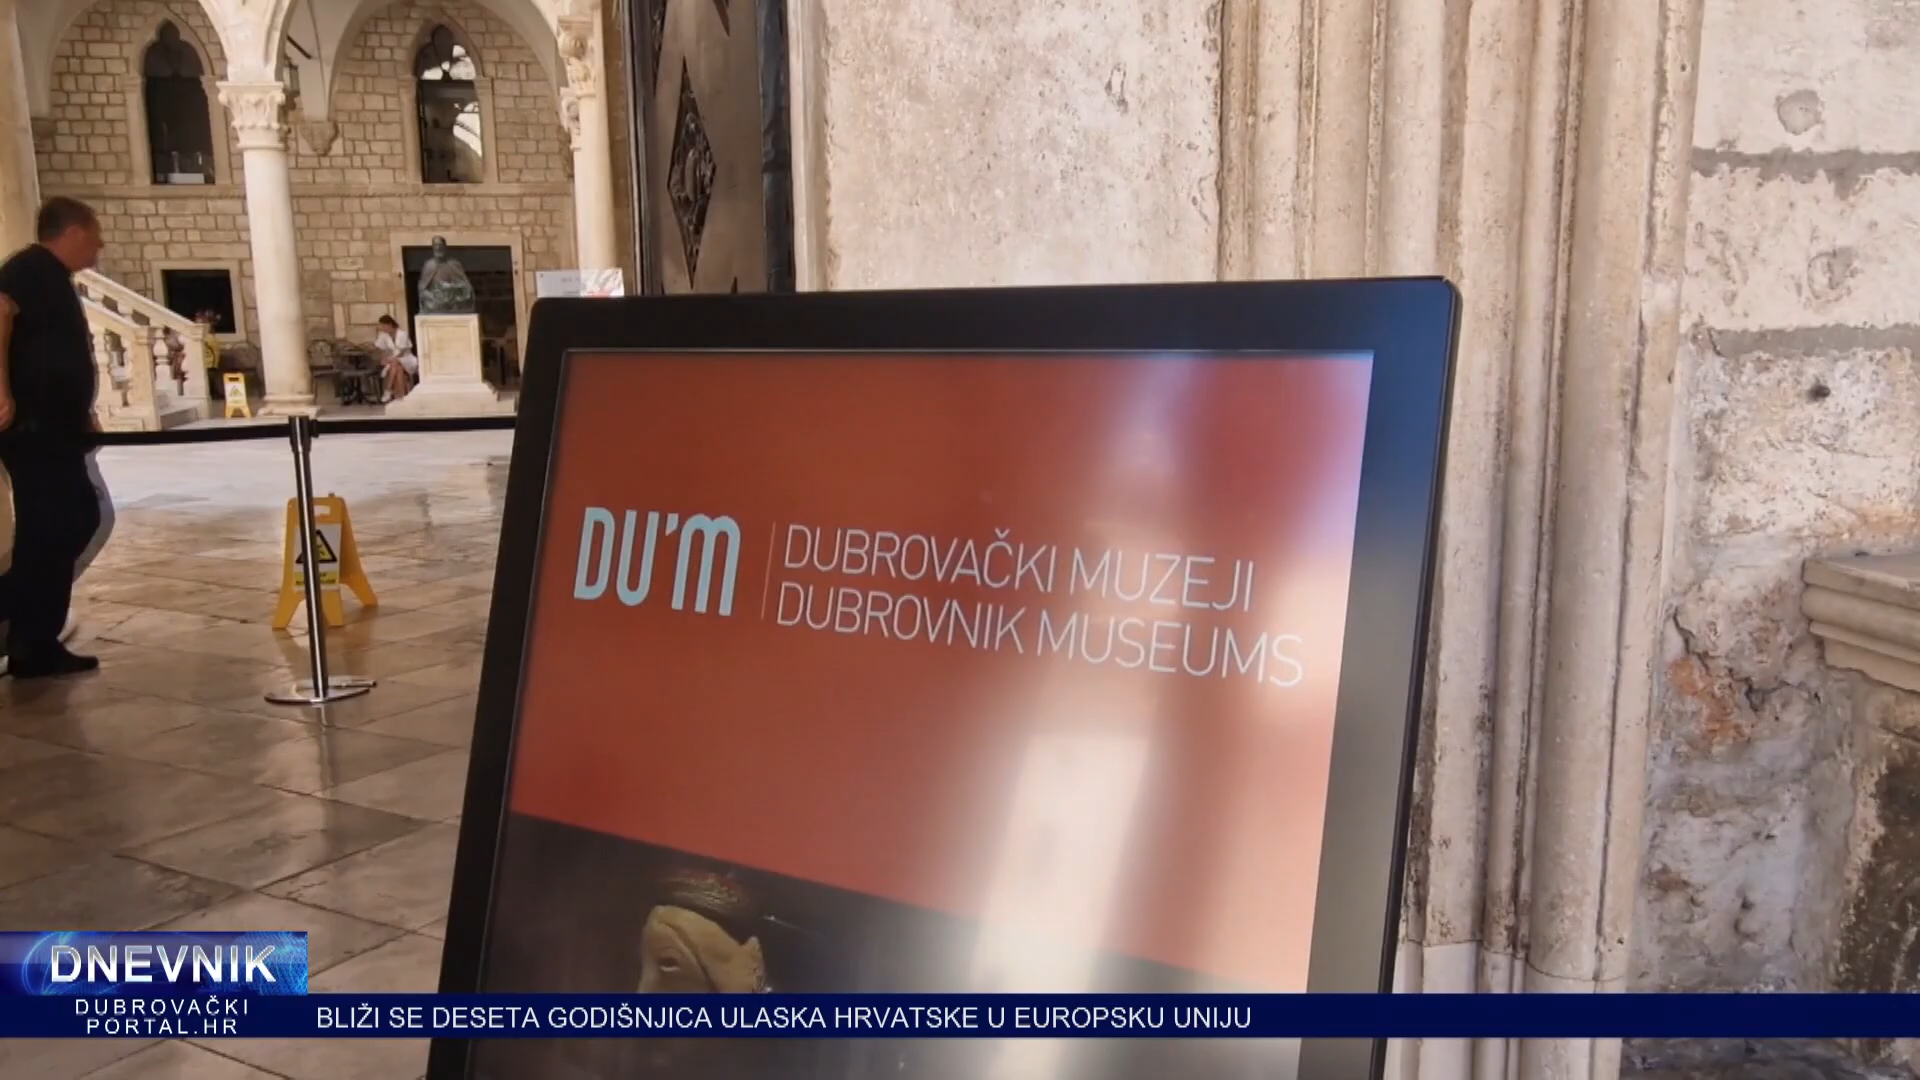 DU'M
DUBROVAČKI MUZEJI
DUBROVNIK MUSEUMS
DNEVNIK
DUBROVAČKI
PORTAL.HR
BLIŽI SE DESETA GODIŠNJICA ULASKA HRVATSKE U EUROPSKU UNIJU